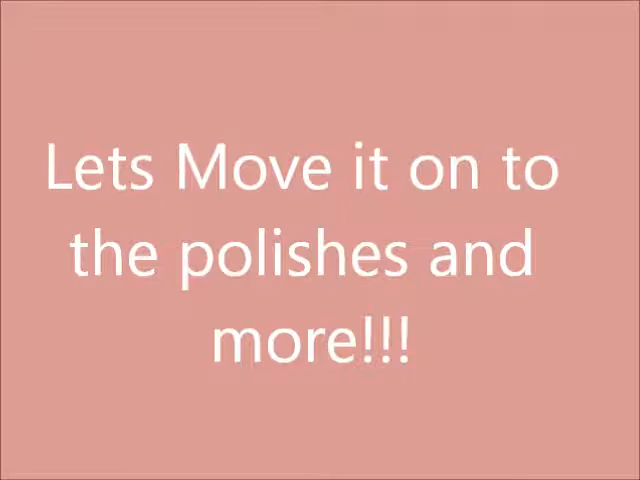 Lets Move it on to
the polishes and
more!!!